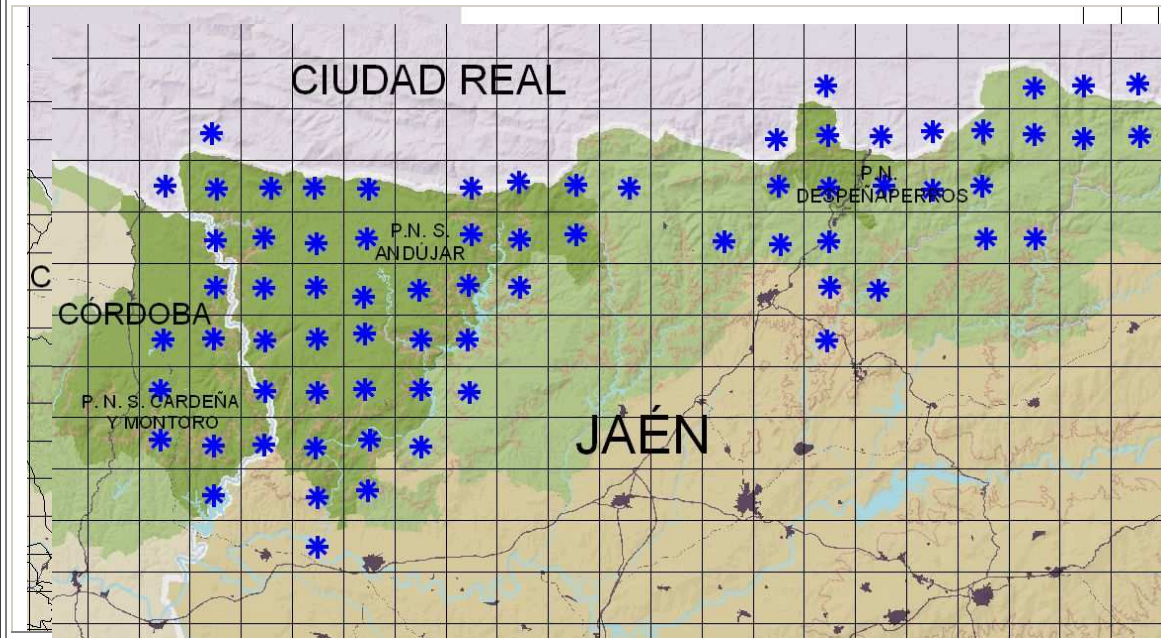 CIUDAD REAL
P.N.
DESPEÑAPERROS
P.N. S.
ANDÚJAR
C
CÓRDOBA
P. N. S. CARDEÑA
Y MONTORO
JAÉN